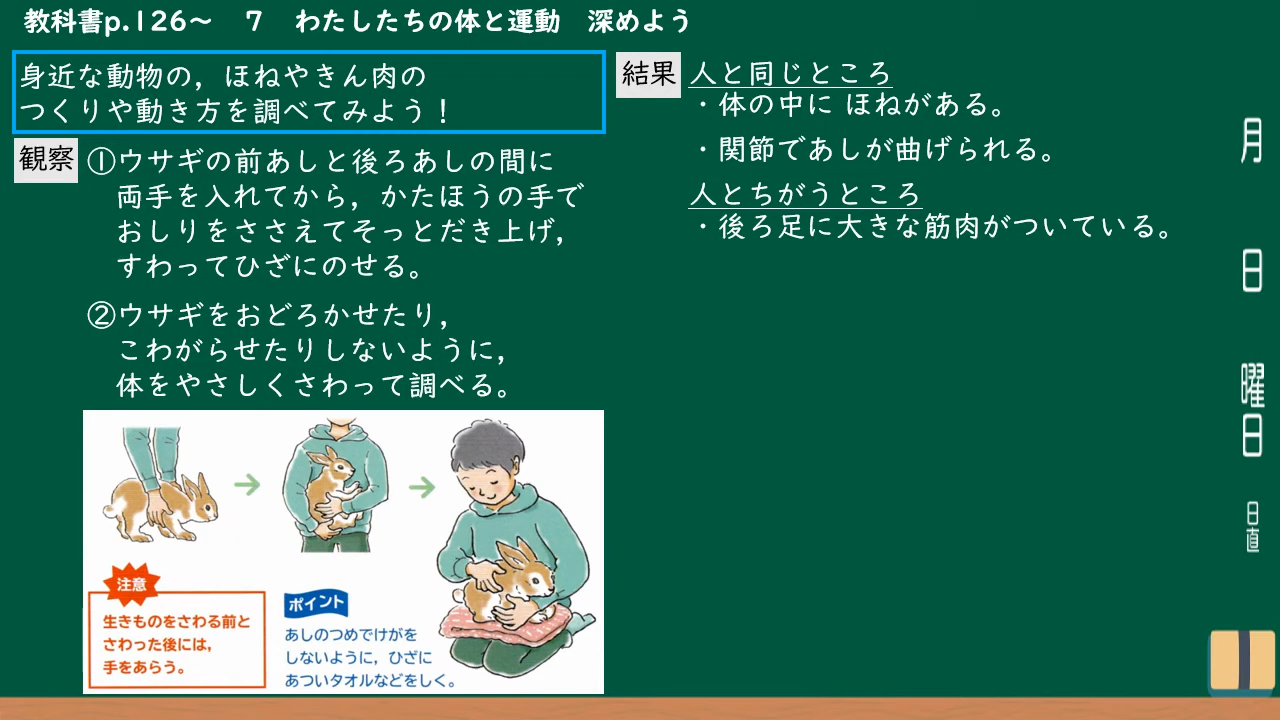 教科書p.126～　７　わたしたちの体と運動　深めよう
身近な動物の，ほねやきん肉の
つくりや動き方を調べてみよう！
観察
①ウサギの前あしと後ろあしの間に
両手を入れてから，かたほうの手で
おしりをささえてそっとだき上げ，
すわってひざにのせる。
②ウサギをおどろかせたり，
こわがらせたりしないように，
体をやさしくさわって調べる。
注意
生きものをさわる前と
さわった後には，
手をあらう。
ポイント
あしのつめでけがを
しないように，ひざに
あついタオルなどをしく。
結果
人と同じところ
・体の中に ほねがある。
・関節であしが曲げられる。
人とちがうところ
・後ろ足に大きな筋肉がついている。
月
日
曜日
日直